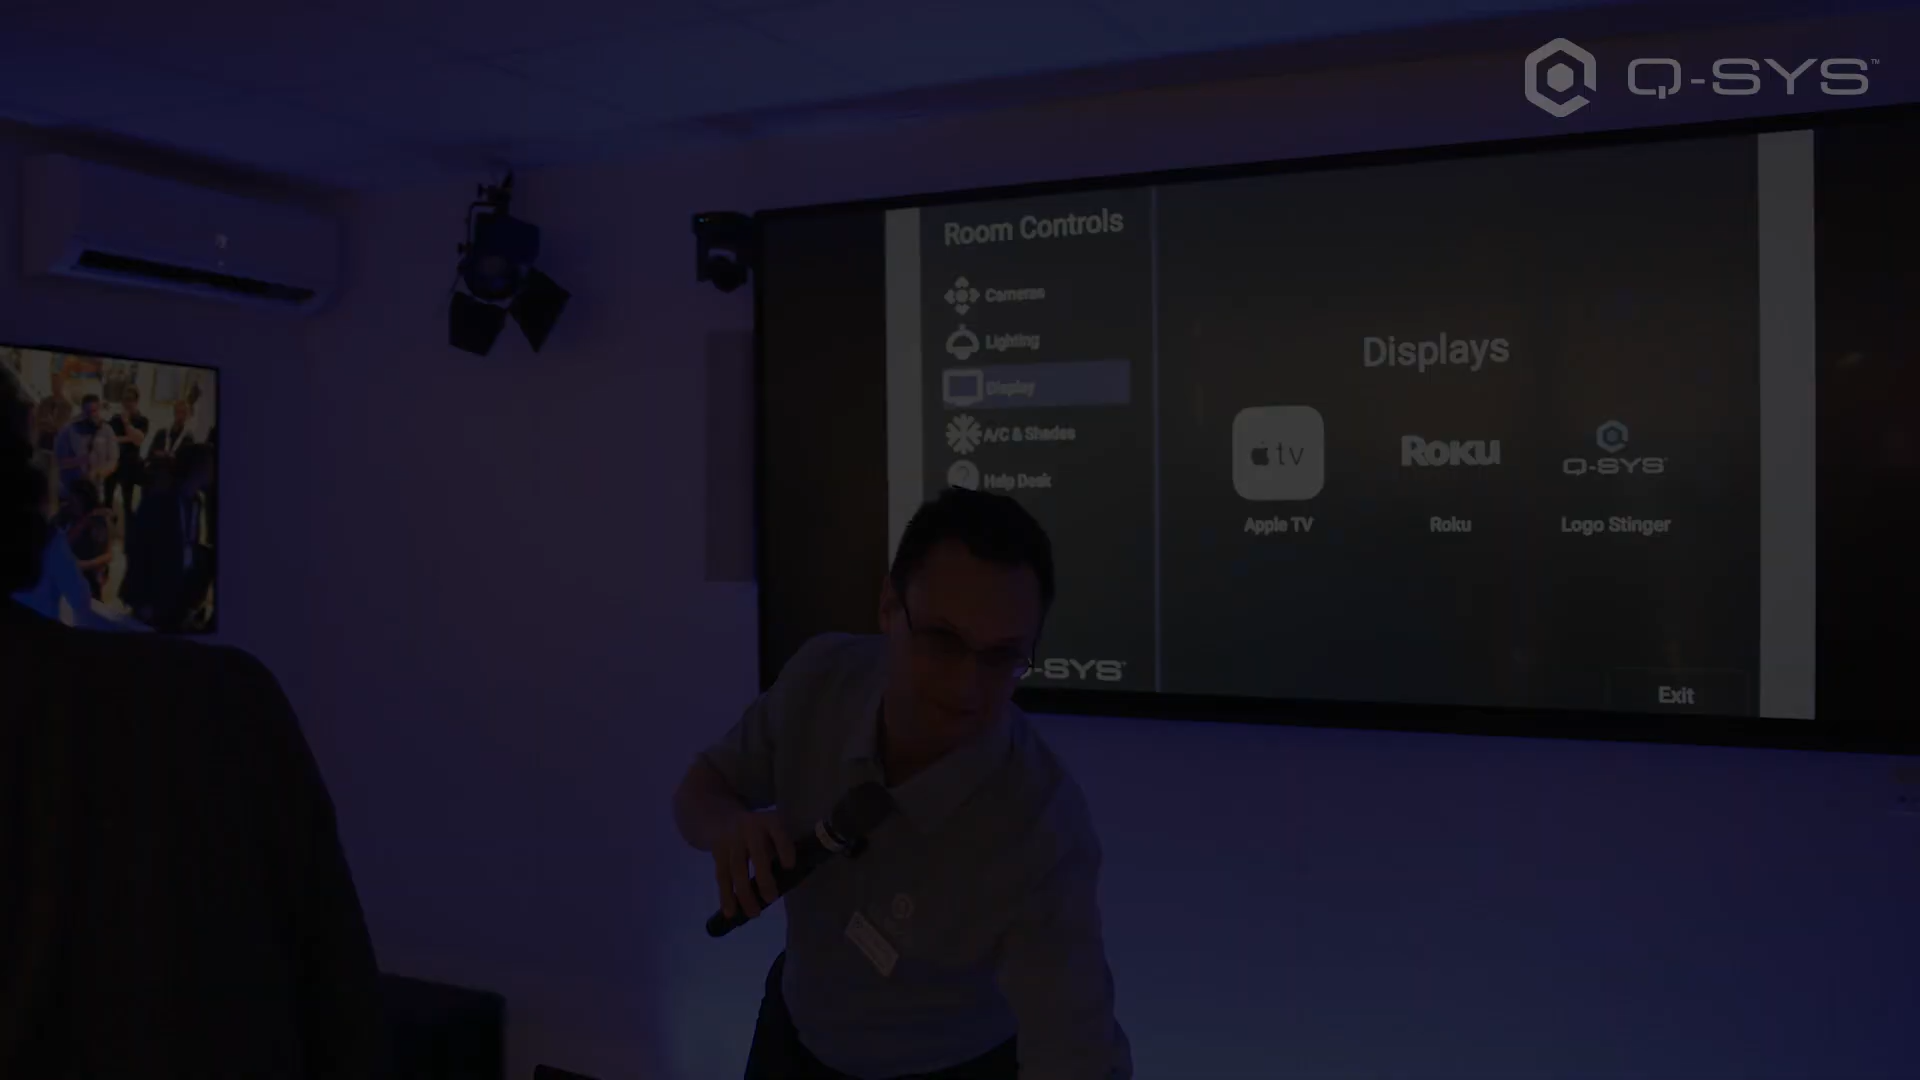 Q-SYS™
Room Controls
Cameras
Lighting
Display
A/C & Shades
Help Desk
Displays
tv
Roku
Q-SYS
Apple TV
Roku
Logo Stinger
-SYS
Exit